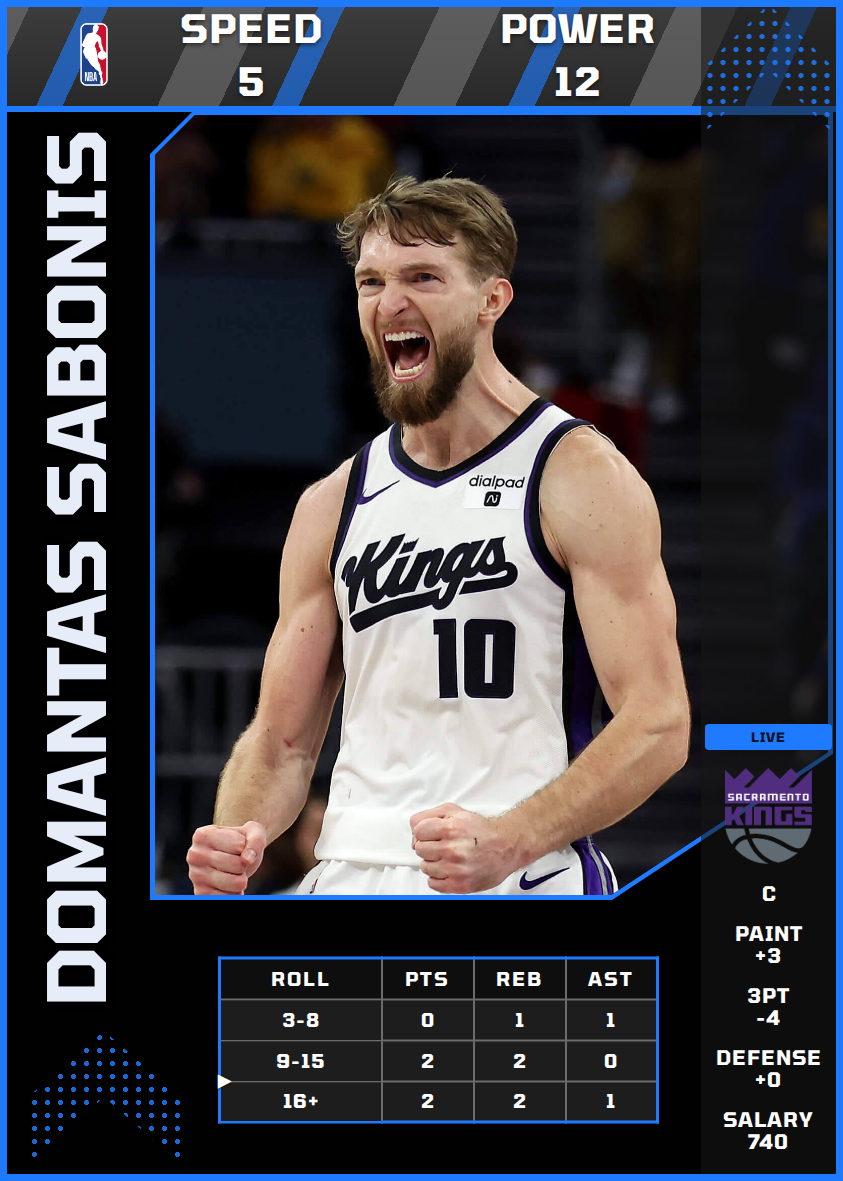 SPEED
5
POWER
12
NBA
DOMANTAS SABONIS
dialpad
Kings
10
LIVE
SACRAMENTO
KINGS
C
PAINT
+3
3PT
-4
DEFENSE
+0
SALARY
740
ROLL PTS REB AST
3-8 0 1 1
9-15 2 2 0
16+ 2 2 1